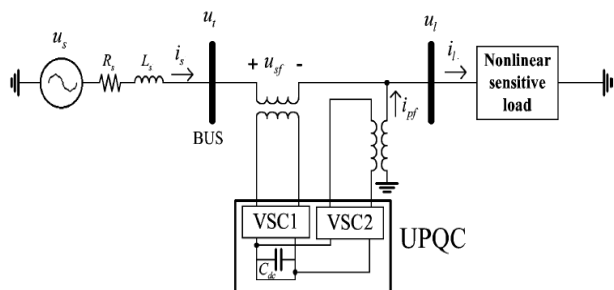 u_s
R_s
L_s
i_s
u_t
+ u_sf -
u_l
i_l.
Nonlinear
sensitive
load
BUS
i_pf
VSC1
VSC2
UPQC
C_dc